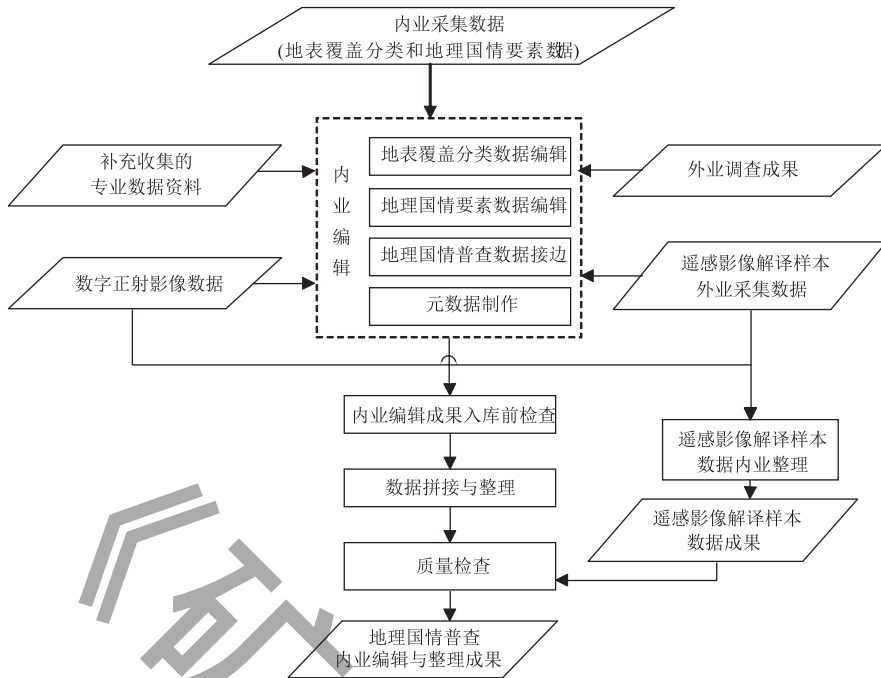 内业采集数据
(地表覆盖分类和地理国情要素数据)
补充收集的
专业数据资料
内业编辑
地表覆盖分类数据编辑
外业调查成果
地理国情要素数据编辑
地理国情普查数据接边
数字正射影像数据
遥感影像解译样本
外业采集数据
元数据制作
内业编辑成果入库前检查
遥感影像解译样本
数据内业整理
数据拼接与整理
遥感影像解译样本
数据成果
质量检查
地理国情普查
内业编辑与整理成果
《矿